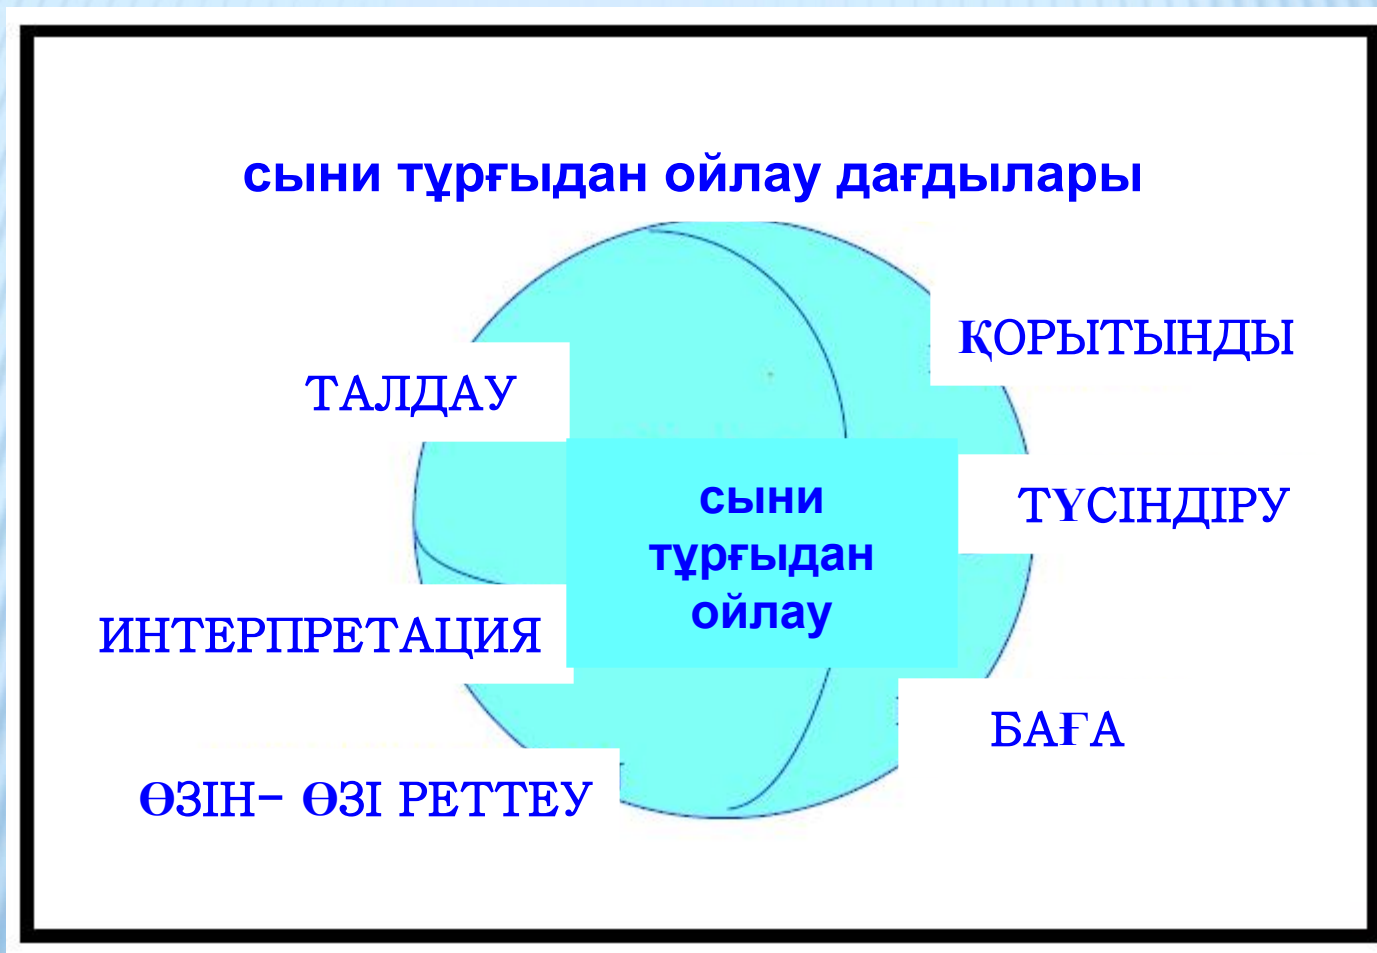 сыни тұрғыдан ойлау дағдылары
ҚОРЫТЫНДЫ
ТАЛДАУ
сыни
тұрғыдан
ойлау
ТҮСІНДІРУ
ИНТЕРПРЕТАЦИЯ
БАҒА
ӨЗІН- ӨЗІ РЕТТЕУ